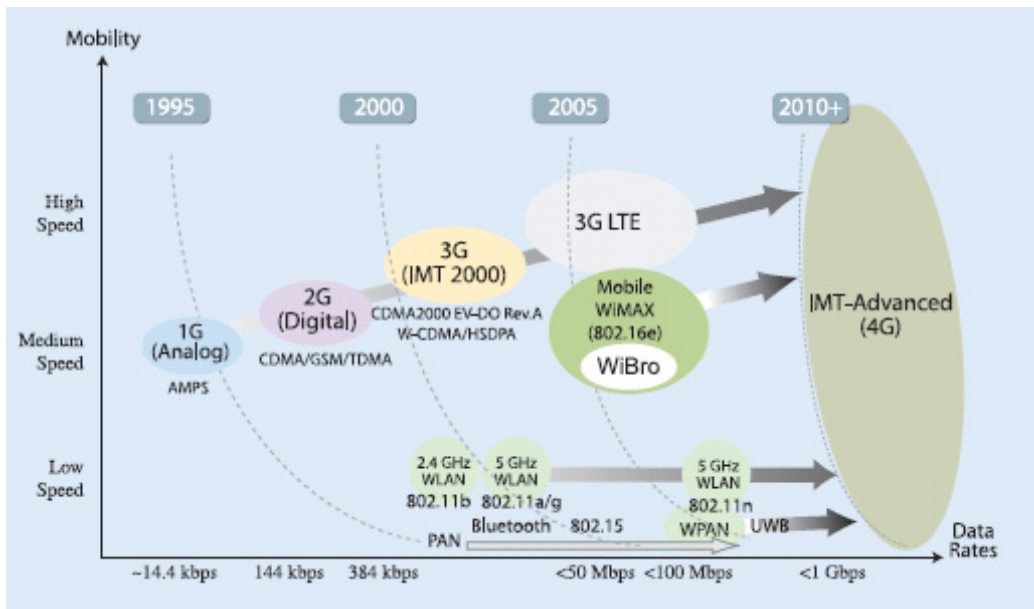 Mobility
1995
2000
2005
2010+
High
Speed
3G LTE
3G
(IMT 2000)
Mobile
WiMAX
(802.16e)
WiBro
2G
(Digital)
CDMA2000 EV-DO Rev.A
W-CDMA/HSDPA
IMT-Advanced
(4G)
Medium
Speed
1G
(Analog)
CDMA/GSM/TDMA
AMPS
Low
Speed
2.4 GHz
WLAN
802.11b
5 GHz
WLAN
802.11a/g
5 GHz
WLAN
802.11n
Bluetooth 802.15
WPAN
UWB
PAN
Data
Rates
~14.4 kbps
144 kbps
384 kbps
<50 Mbps
<100 Mbps
<1 Gbps